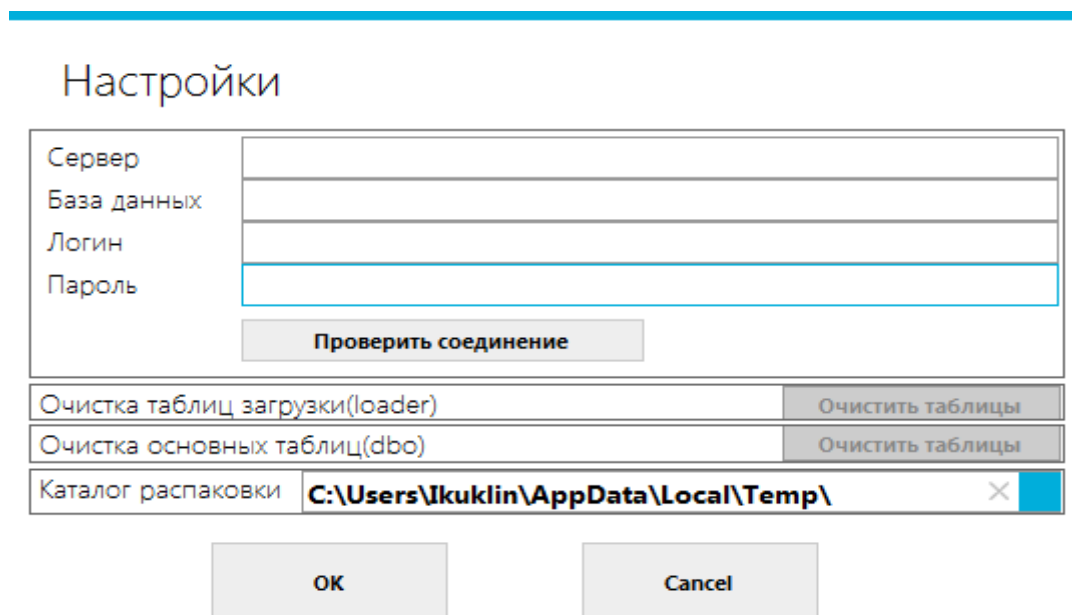 Настройки
Сервер
База данных
Логин
Пароль
Проверить соединение
Очистка таблиц загрузки(loader) Очистить таблицы
Очистка основных таблиц(dbo) Очистить таблицы
Каталог распаковки C:\Users\Ikuklin\AppData\Local\Temp\
OK Cancel